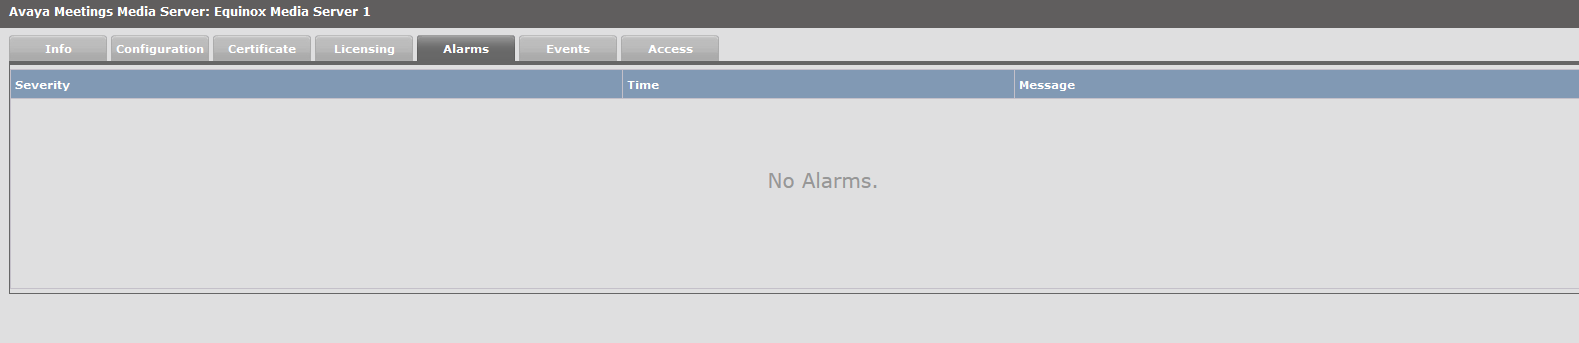 Avaya Meetings Media Server: Equinox Media Server 1
Info Configuration Certificate Licensing Alarms Events Access
Severity Time Message
No Alarms.